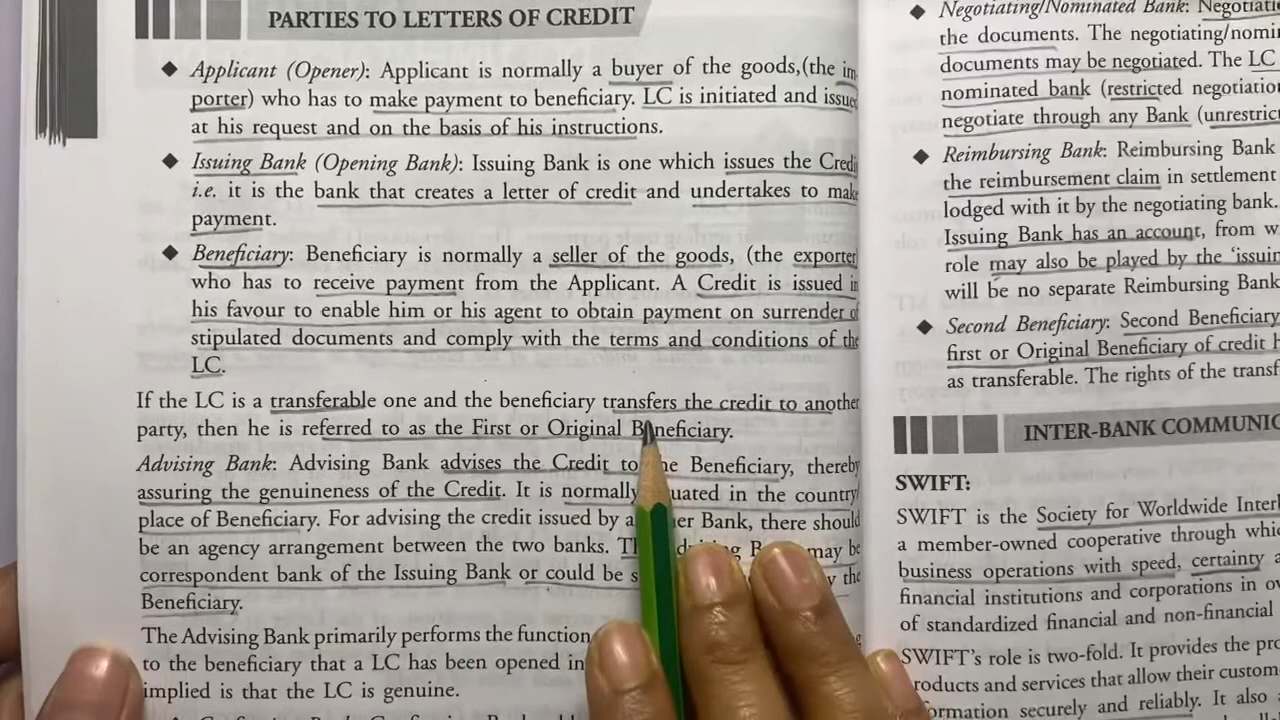 PARTIES TO LETTERS OF CREDIT
◆ Applicant (Opener): Applicant is normally a buyer of the goods,(the im
porter) who has to make payment to beneficiary. LC is initiated and issued
at his request and on the basis of his instructions.
◆ Issuing Bank (Opening Bank): Issuing Bank is one which issues the Credi
i.e. it is the bank that creates a letter of credit and undertakes to make
payment.
◆ Beneficiary: Beneficiary is normally a seller of the goods, (the exporter
who has to receive payment from the Applicant. A Credit is issued in
his favour to enable him or his agent to obtain payment on surrender of
stipulated documents and comply with the terms and conditions of the
LC.
If the LC is a transferable one and the beneficiary transfers the credit to another
party, then he is referred to as the First or Original Beneficiary.
Advising Bank: Advising Bank advises the Credit to Beneficiary, thereby
assuring the genuineness of the Credit. It is normally in the country
place of Beneficiary. For advising the credit issued by Bank, there should
be an agency arrangement between the two banks. may be
correspondent bank of the Issuing Bank or could be the
Beneficiary.
The Advising Bank primarily performs the function
to the beneficiary that a LC has been opened in
implied is that the LC is genuine.
◆ Negotiating/Nominated Bank: Negotiati
the documents. The negotiating/nomi
documents may be negotiated. The LC
nominated bank (restricted negotiatio
negotiate through any Bank (unrestric
◆ Reimbursing Bank: Reimbursing Bank
the reimbursement claim in settlement
lodged with it by the negotiating bank.
Issuing Bank has an account, from w
role may also be played by the 'issuin
will be no separate Reimbursing Bank
◆ Second Beneficiary: Second Beneficiary
first or Original Beneficiary of credit h
as transferable. The rights of the transf
INTER-BANK COMMUNIC
SWIFT:
SWIFT is the Society for Worldwide Inter
a member-owned cooperative through whic
business operations with speed, certainty a
financial institutions and corporations in ov
of standardized financial and non-financial
SWIFT's role is two-fold. It provides the pro
roducts and services that allow their custom
ormation securely and reliably. It also